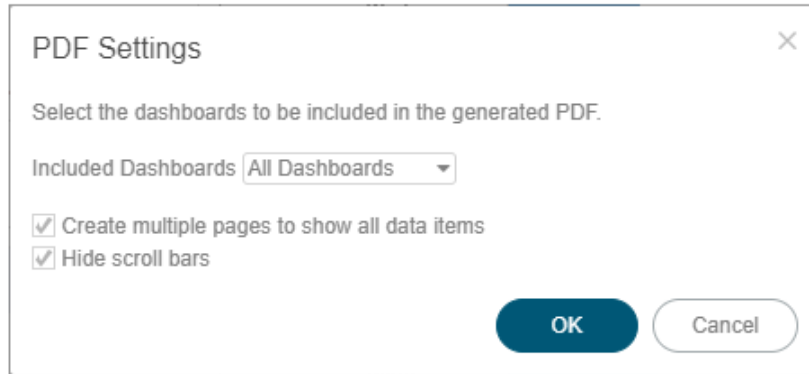 PDF Settings
Select the dashboards to be included in the generated PDF.
Included Dashboards All Dashboards
Create multiple pages to show all data items
Hide scroll bars
OK Cancel